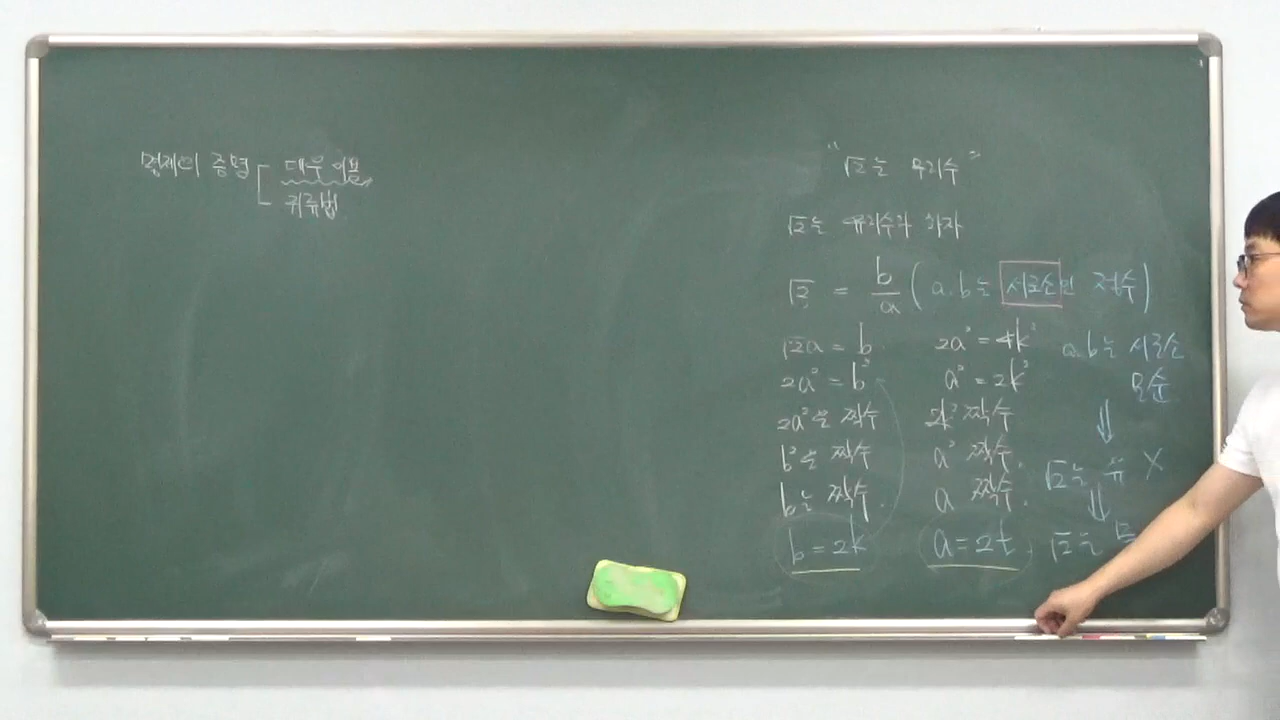 명제의 증명 대우 이용
귀류법
"√2는 무리수"
√2는 유리수라 하자
√2 = b/a (a.b는 서로소인 정수)
√2a = b
2a² = b²
2a²은 짝수
b²은 짝수
b는 짝수.
b = 2k
2a² = 4k²
a² = 2k²
2k² 짝수
a² 짝수.
a 짝수.
a = 2t.
a.b는 서로소
모순
⇓
√2는 유 X
⇓
√2는